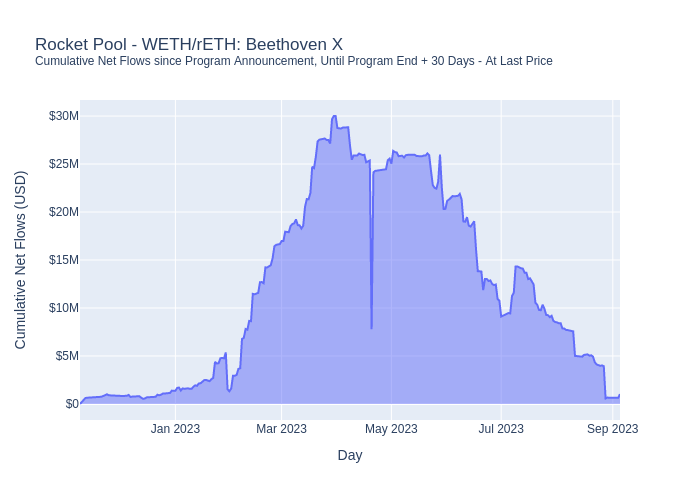 Rocket Pool - WETH/rETH: Beethoven X
Cumulative Net Flows since Program Announcement, Until Program End + 30 Days - At Last Price
$30M
$25M
$20M
$15M
$10M
$5M
$0
Cumulative Net Flows (USD)
Jan 2023
Mar 2023
May 2023
Jul 2023
Sep 2023
Day